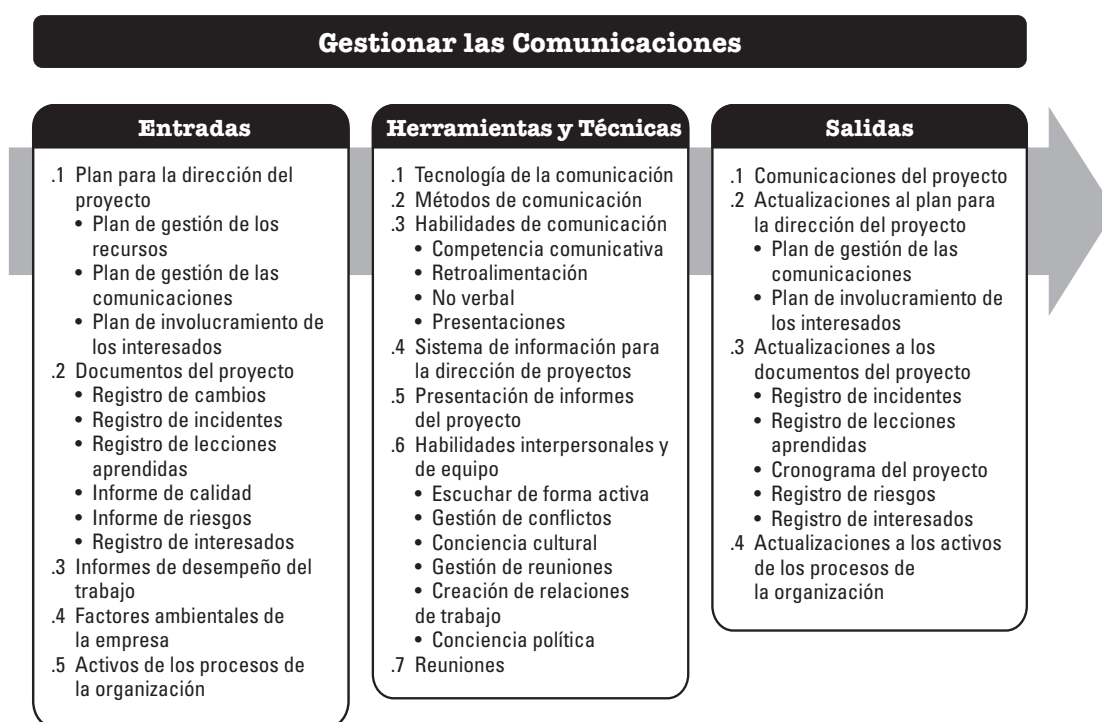 Gestionar las Comunicaciones
Entradas
.1 Plan para la dirección del
proyecto
• Plan de gestión de los
recursos
• Plan de gestión de las
comunicaciones
• Plan de involucramiento de
los interesados
.2 Documentos del proyecto
• Registro de cambios
• Registro de incidentes
• Registro de lecciones
aprendidas
• Informe de calidad
• Informe de riesgos
• Registro de interesados
.3 Informes de desempeño del
trabajo
.4 Factores ambientales de
la empresa
.5 Activos de los procesos de
la organización
Herramientas y Técnicas
.1 Tecnología de la comunicación
.2 Métodos de comunicación
.3 Habilidades de comunicación
• Competencia comunicativa
• Retroalimentación
• No verbal
• Presentaciones
.4 Sistema de información para
la dirección de proyectos
.5 Presentación de informes
del proyecto
.6 Habilidades interpersonales y
de equipo
• Escuchar de forma activa
• Gestión de conflictos
• Conciencia cultural
• Gestión de reuniones
• Creación de relaciones
de trabajo
• Conciencia política
.7 Reuniones
Salidas
.1 Comunicaciones del proyecto
.2 Actualizaciones al plan para
la dirección del proyecto
• Plan de gestión de las
comunicaciones
• Plan de involucramiento de
los interesados
.3 Actualizaciones a los
documentos del proyecto
• Registro de incidentes
• Registro de lecciones
aprendidas
• Cronograma del proyecto
• Registro de riesgos
• Registro de interesados
.4 Actualizaciones a los activos
de los procesos de
la organización